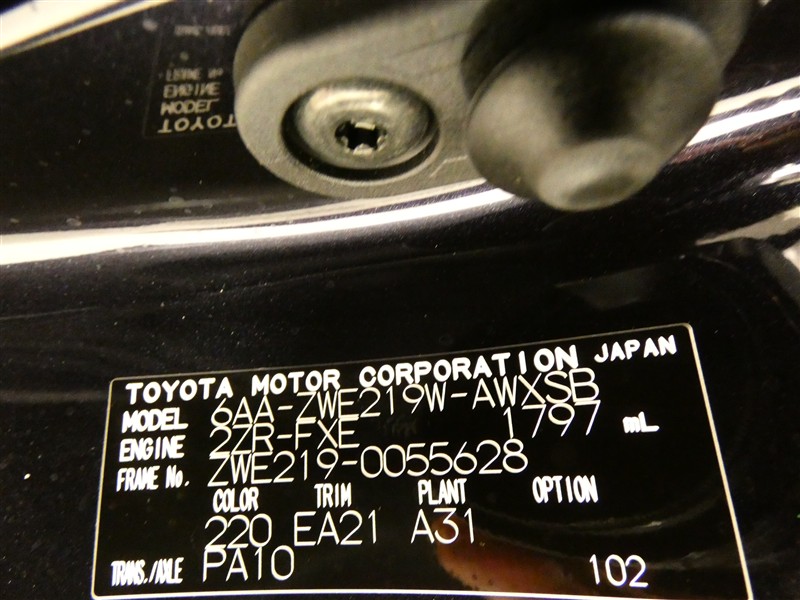 TOYOTA MOTOR CORPORATION JAPAN
MODEL 6AA-ZWE219W-AWXSB
ENGINE 2ZR-FXE 1797 mL
FRAME No. ZWE219-0055628
COLOR TRIM PLANT OPTION
220 EA21 A31
TRANS./AXLE PA10 102